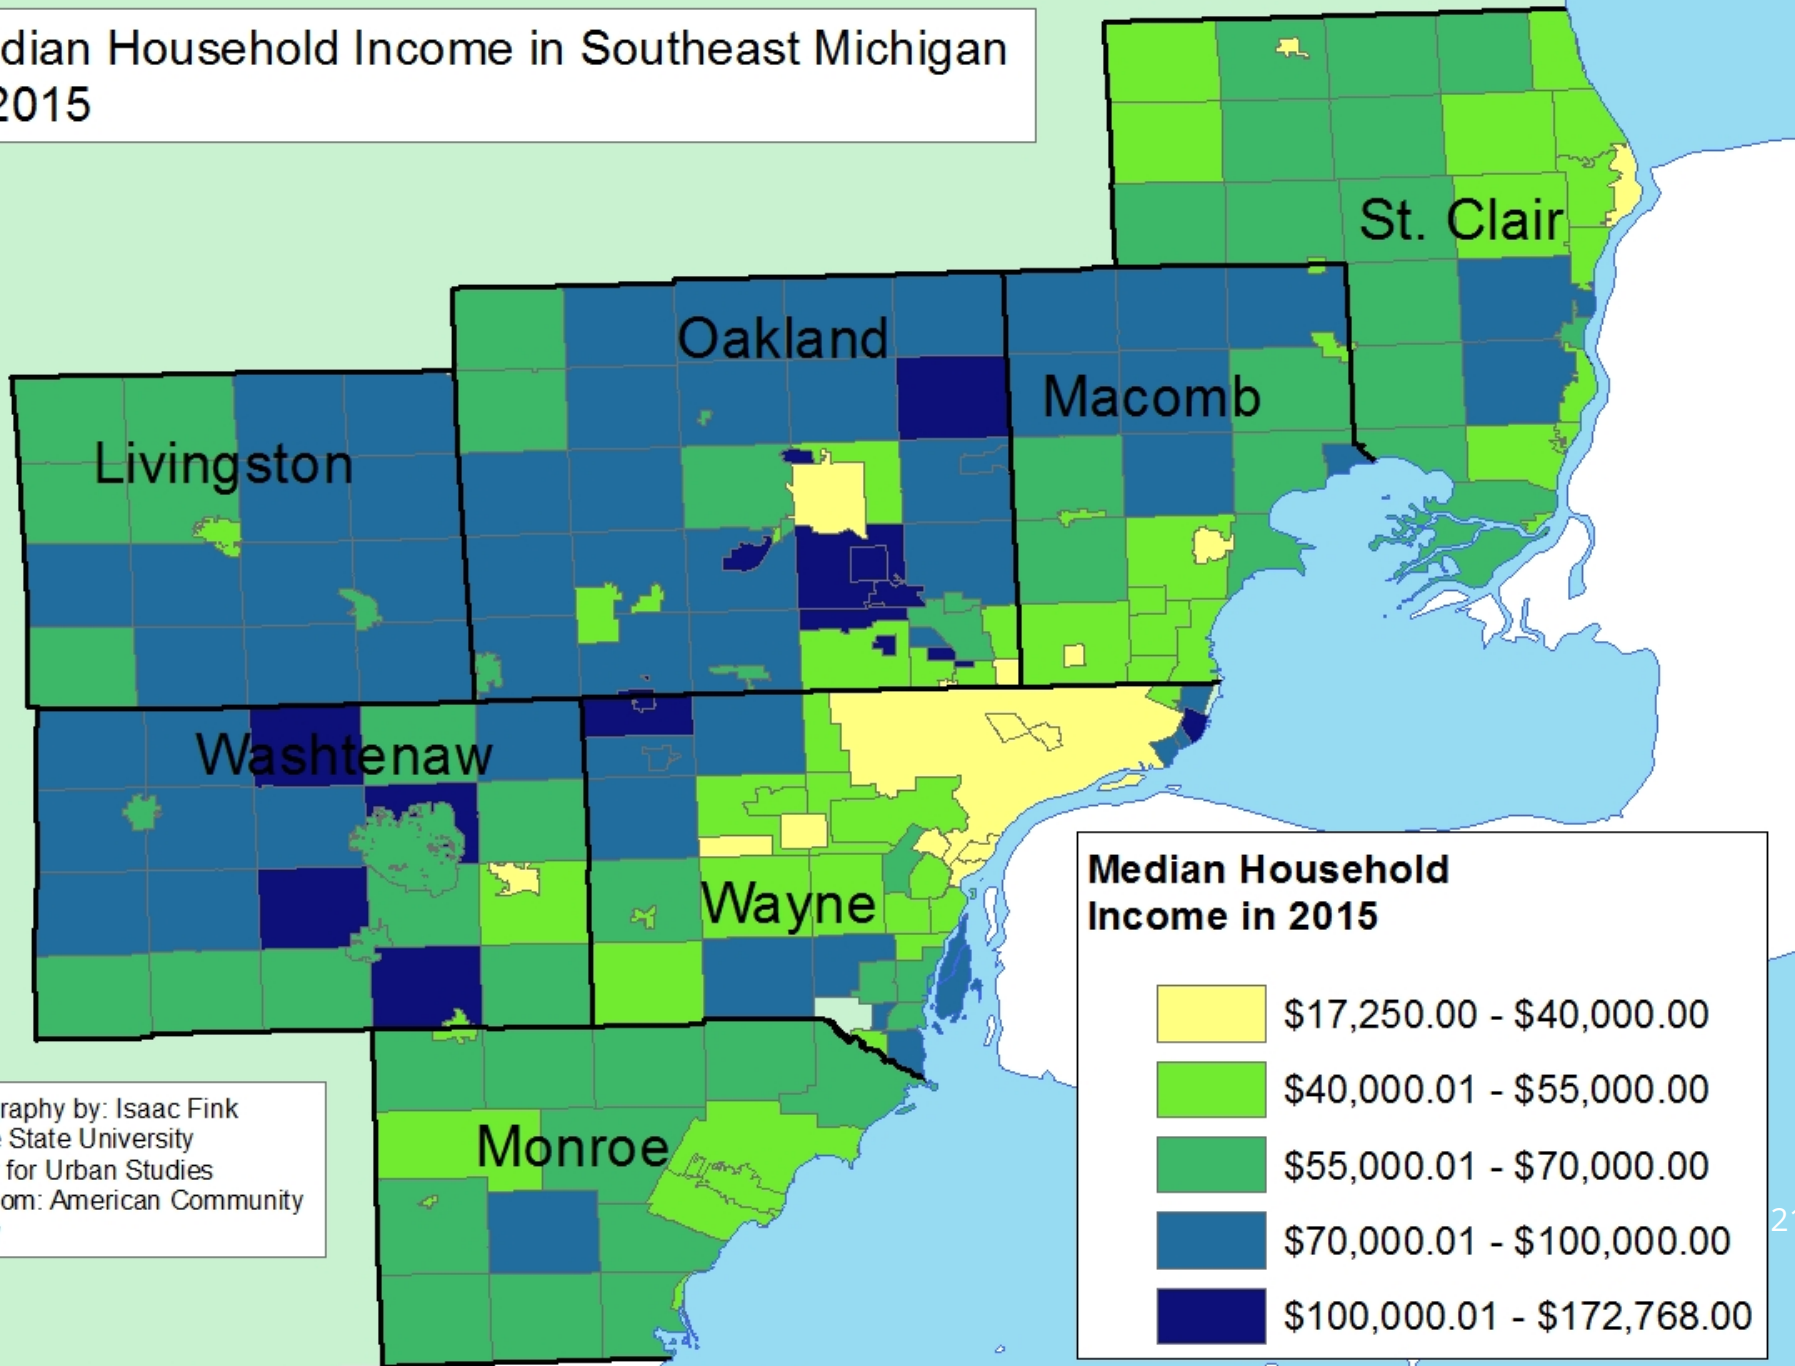 dian Household Income in Southeast Michigan
2015
St. Clair
Oakland
Macomb
Livingston
Washtenaw
Wayne
Monroe
Median Household
Income in 2015
$17,250.00 - $40,000.00
$40,000.01 - $55,000.00
$55,000.01 - $70,000.00
$70,000.01 - $100,000.00
$100,000.01 - $172,768.00
raphy by: Isaac Fink
State University
for Urban Studies
om: American Community